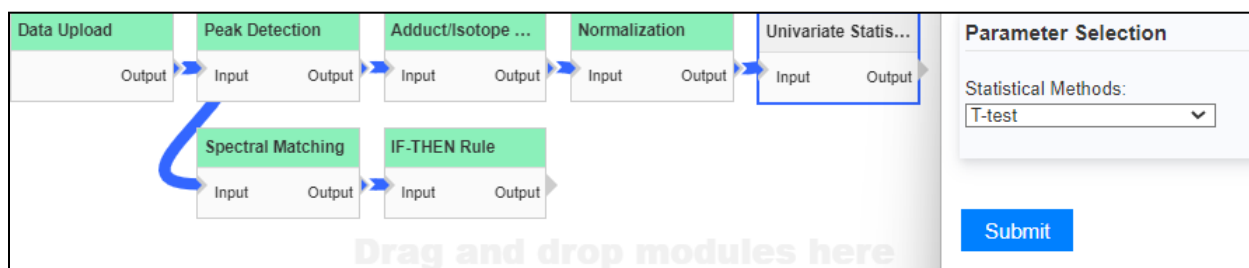 Data Upload
Output
Peak Detection
Input Output
Adduct/Isotope ...
Input Output
Normalization
Input Output
Univariate Statis...
Input Output
Spectral Matching
Input Output
IF-THEN Rule
Input Output
Drag and drop modules here
Parameter Selection
Statistical Methods:
T-test
Submit